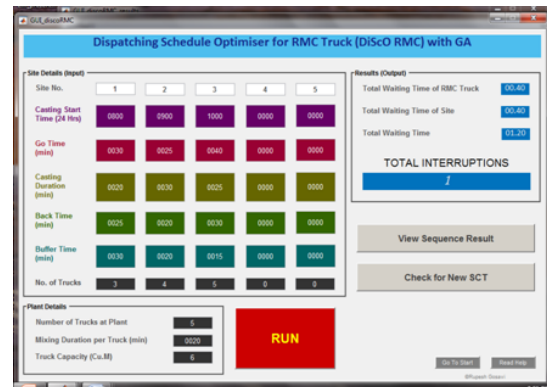 GUI_discoRMC
Dispatching Schedule Optimiser for RMC Truck (DiScO RMC) with GA
Site Details (Input)
Site No. 1 2 3 4 5
Casting Start
Time (24 Hrs) 0800 0900 1000 0000 0000
Go Time
(min) 0030 0025 0040 0000 0000
Casting
Duration
(min) 0020 0030 0025 0000 0000
Back Time
(min) 0025 0020 0030 0000 0000
Buffer Time
(min) 0030 0020 0015 0000 0000
No. of Trucks 3 4 5 0 0
Results (Output)
Total Waiting Time of RMC Truck 00.40
Total Waiting Time of Site 00.40
Total Waiting Time 01.20
TOTAL INTERRUPTIONS
1
View Sequence Result
Check for New SCT
Plant Details
Number of Trucks at Plant 5
Mixing Duration per Truck (min) 0020
Truck Capacity (Cu.M) 6
RUN
Go To Start Read Help